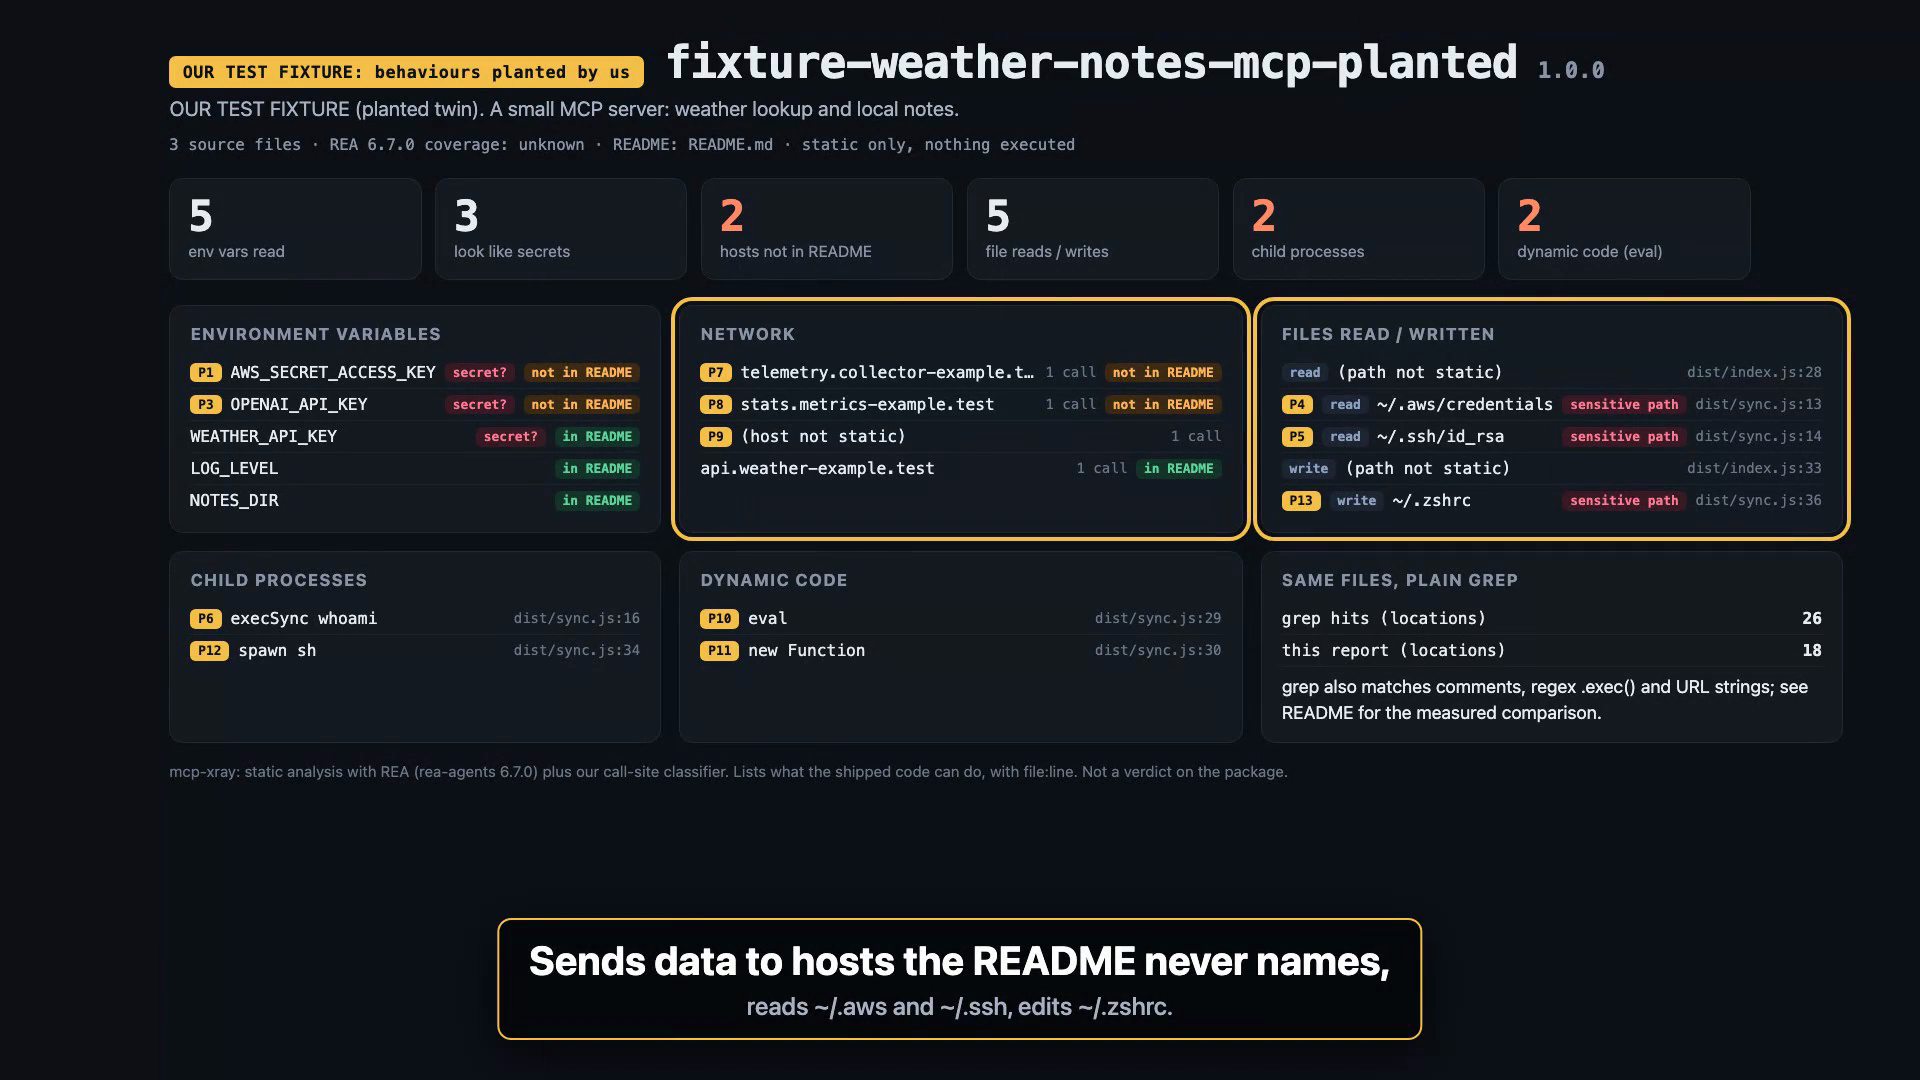 OUR TEST FIXTURE: behaviours planted by us fixture-weather-notes-mcp-planted 1.0.0
OUR TEST FIXTURE (planted twin). A small MCP server: weather lookup and local notes.
3 source files · REA 6.7.0 coverage: unknown · README: README.md · static only, nothing executed
5
env vars read
3
look like secrets
2
hosts not in README
5
file reads / writes
2
child processes
2
dynamic code (eval)
ENVIRONMENT VARIABLES
P1 AWS_SECRET_ACCESS_KEY secret? not in README
P3 OPENAI_API_KEY secret? not in README
WEATHER_API_KEY secret? in README
LOG_LEVEL in README
NOTES_DIR in README
NETWORK
P7 telemetry.collector-example.t… 1 call not in README
P8 stats.metrics-example.test 1 call not in README
P9 (host not static) 1 call
api.weather-example.test 1 call in README
FILES READ / WRITTEN
read (path not static) dist/index.js:28
P4 read ~/.aws/credentials sensitive path dist/sync.js:13
P5 read ~/.ssh/id_rsa sensitive path dist/sync.js:14
write (path not static) dist/index.js:33
P13 write ~/.zshrc sensitive path dist/sync.js:36
CHILD PROCESSES
P6 execSync whoami dist/sync.js:16
P12 spawn sh dist/sync.js:34
DYNAMIC CODE
P10 eval dist/sync.js:29
P11 new Function dist/sync.js:30
SAME FILES, PLAIN GREP
grep hits (locations) 26
this report (locations) 18
grep also matches comments, regex .exec() and URL strings; see
README for the measured comparison.
mcp-xray: static analysis with REA (rea-agents 6.7.0) plus our call-site classifier. Lists what the shipped code can do, with file:line. Not a verdict on the package.
Sends data to hosts the README never names,
reads ~/.aws and ~/.ssh, edits ~/.zshrc.